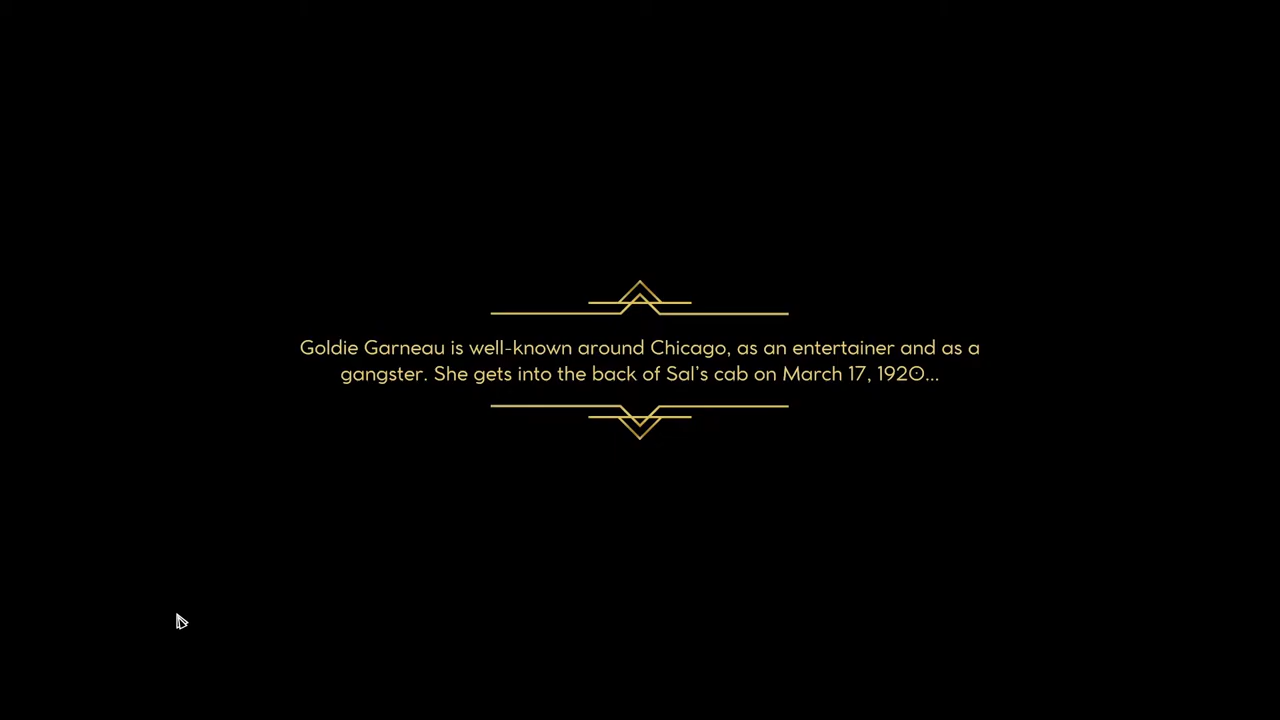 Goldie Garneau is well-known around Chicago, as an entertainer and as a
gangster. She gets into the back of Sal's cab on March 17, 1920...